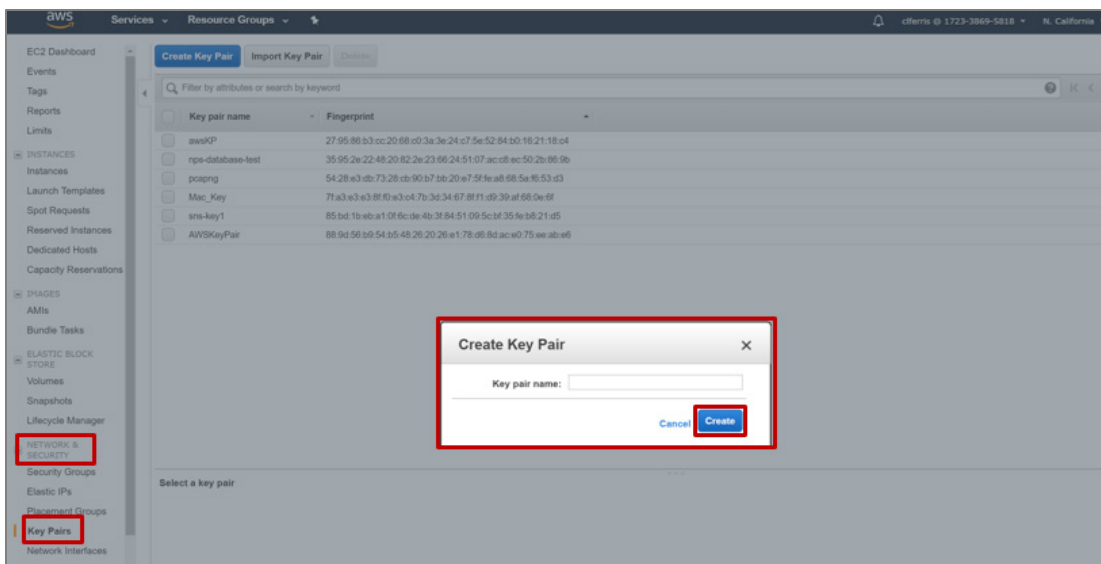 aws Services Resource Groups clferris @ 1723-3869-5818 N. California
EC2 Dashboard
Events
Tags
Reports
Limits
INSTANCES
Instances
Launch Templates
Spot Requests
Reserved Instances
Dedicated Hosts
Capacity Reservations
IMAGES
AMIs
Bundle Tasks
ELASTIC BLOCK
STORE
Volumes
Snapshots
Lifecycle Manager
NETWORK &
SECURITY
Security Groups
Elastic IPs
Placement Groups
Key Pairs
Network Interfaces
Create Key Pair Import Key Pair Delete
Filter by attributes or search by keyword
Key pair name Fingerprint
awsKP 27:95:86:b3:cc:20:68:c0:3a:3e:24:c7:5e:52:84:b0:16:21:18:c4
nps-database-test 35:95:2e:22:48:20:82:2e:23:66:24:51:07:ac:c8:ec:50:2b:86:9b
pcapng 54:28:e3:db:73:28:cb:90:b7:bb:20:e7:5f:fe:a8:68:5a:f6:53:d3
Mac_Key 7f:a3:e3:e3:8f:f0:e3:c4:7b:3d:34:67:8f:f1:d9:39:af:68:0e:6f
sns-key1 85:bd:1b:eb:a1:0f:6c:de:4b:3f:84:51:09:5c:bf:35:fe:b8:21:d5
AWSKeyPair 88:9d:56:b9:54:b5:48:26:20:26:e1:78:d6:8d:ac:e0:75:ee:ab:e6
Create Key Pair
Key pair name:
Cancel Create
Select a key pair